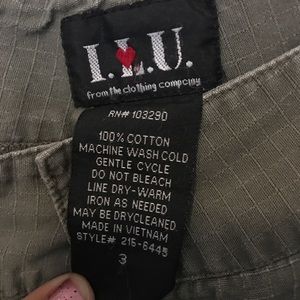 I.L.U.
from the clothing company
RN# 103290
100% COTTON
MACHINE WASH COLD
GENTLE CYCLE
DO NOT BLEACH
LINE DRY-WARM
IRON AS NEEDED
MAY BE DRYCLEANED
MADE IN VIETNAM
STYLE# 215-6445
3